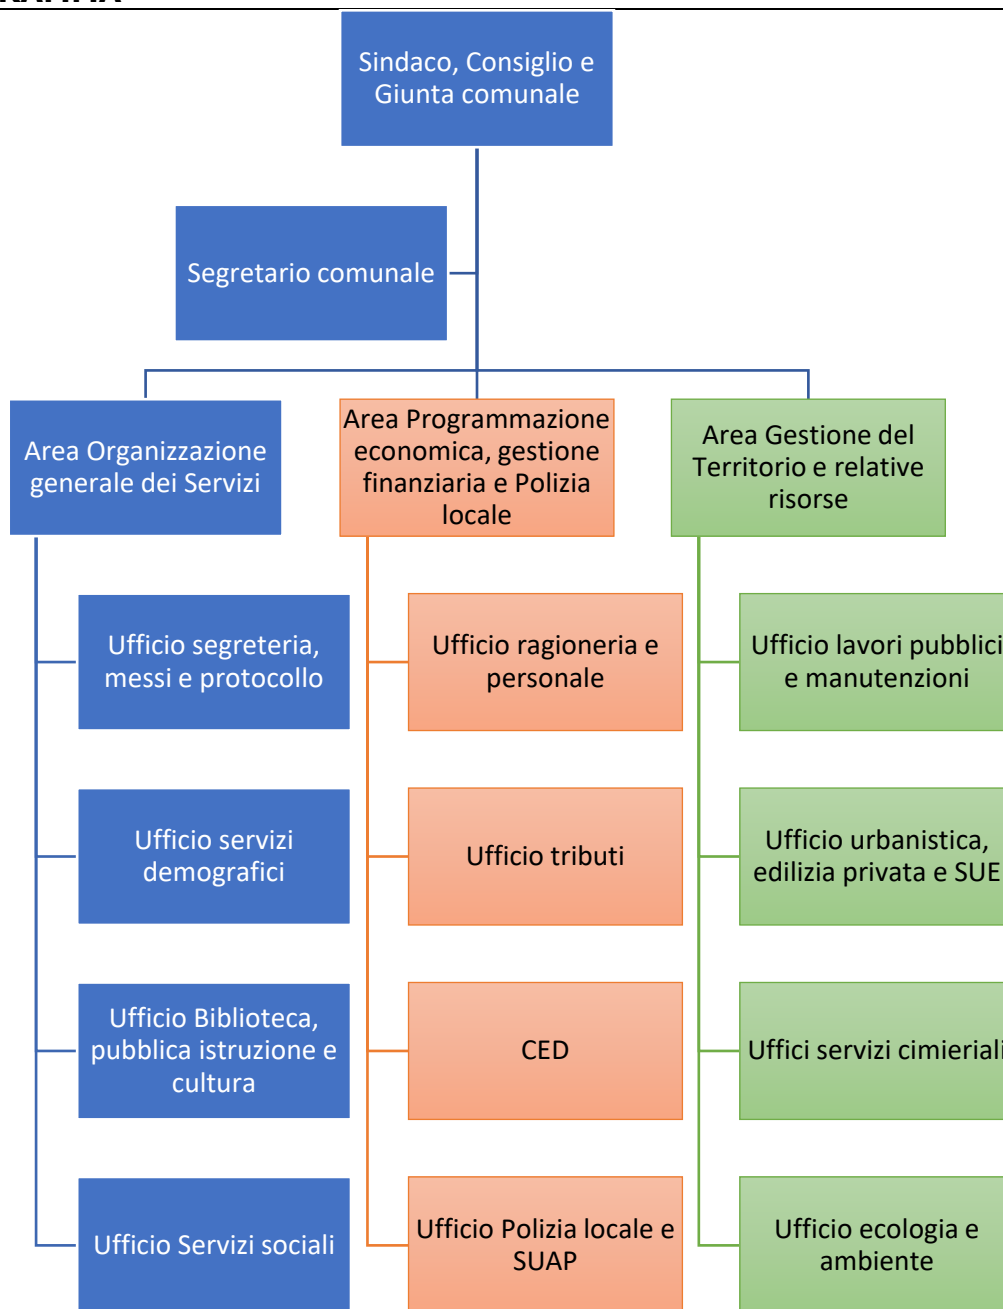 Sindaco, Consiglio e
Giunta comunale
Segretario comunale
Area Organizzazione
generale dei Servizi
Area Programmazione
economica, gestione
finanziaria e Polizia
locale
Area Gestione del
Territorio e relative
risorse
Ufficio segreteria,
messi e protocollo
Ufficio ragioneria e
personale
Ufficio lavori pubblici
e manutenzioni
Ufficio servizi
demografici
Ufficio tributi
Ufficio urbanistica,
edilizia privata e SUE
Ufficio Biblioteca,
pubblica istruzione e
cultura
CED
Uffici servizi cimieriali
Ufficio Servizi sociali
Ufficio Polizia locale e
SUAP
Ufficio ecologia e
ambiente